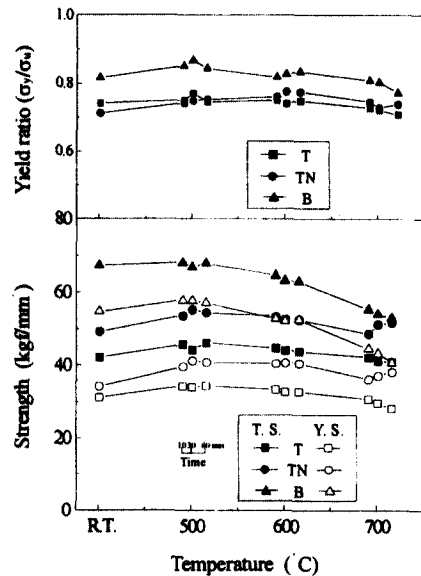 Yield ratio (σy/σu)
1.0
0.8
0.6
T
TN
B
Strength (kgf/mm)
80
60
40
20
0
T. S. Y. S.
T
TN
B
Time
R.T. 500 600 700
Temperature (°C)